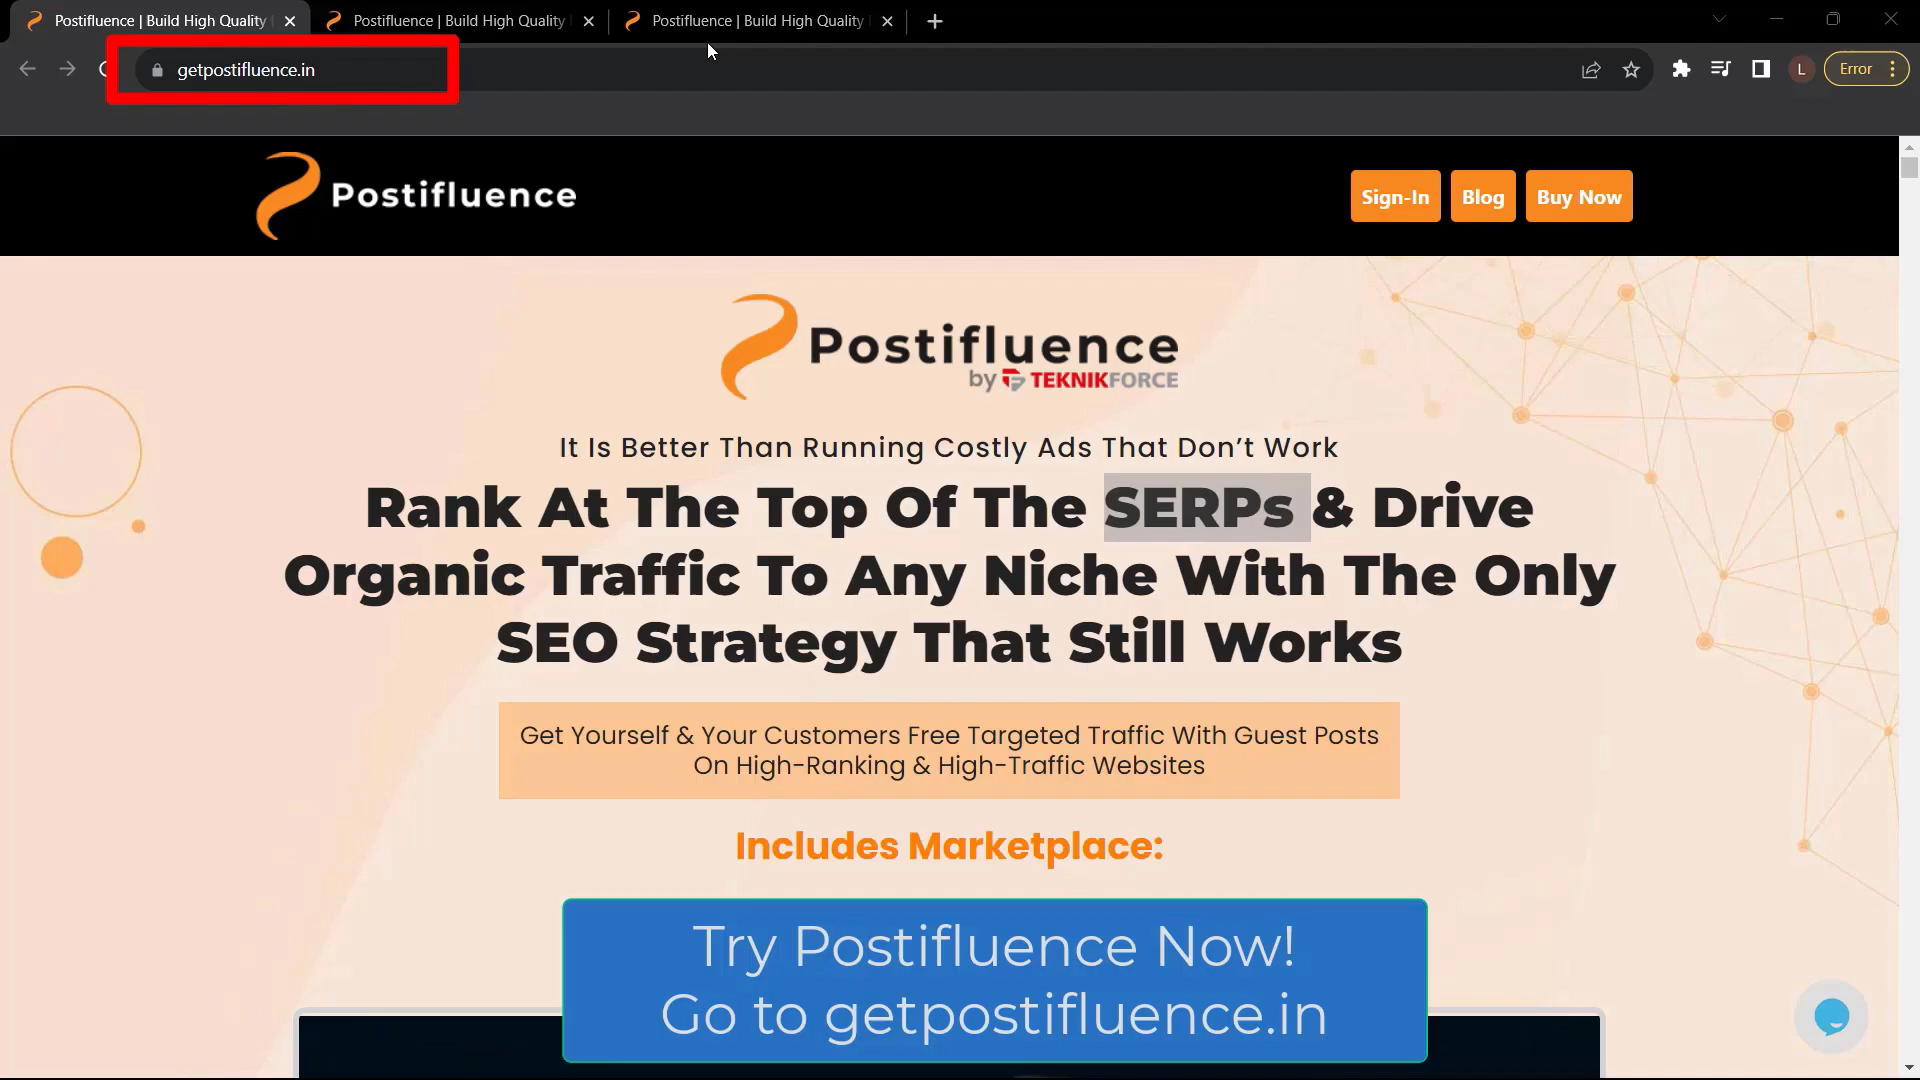 Postifluence | Build High Quality
Postifluence | Build High Quality
Postifluence | Build High Quality
getpostifluence.in
L
Error
Postifluence
Sign-In
Blog
Buy Now
Postifluence
by TEKNIKFORCE
It Is Better Than Running Costly Ads That Don’t Work
Rank At The Top Of The SERPs & Drive
Organic Traffic To Any Niche With The Only
SEO Strategy That Still Works
Get Yourself & Your Customers Free Targeted Traffic With Guest Posts
On High-Ranking & High-Traffic Websites
Includes Marketplace:
Try Postifluence Now!
Go to getpostifluence.in